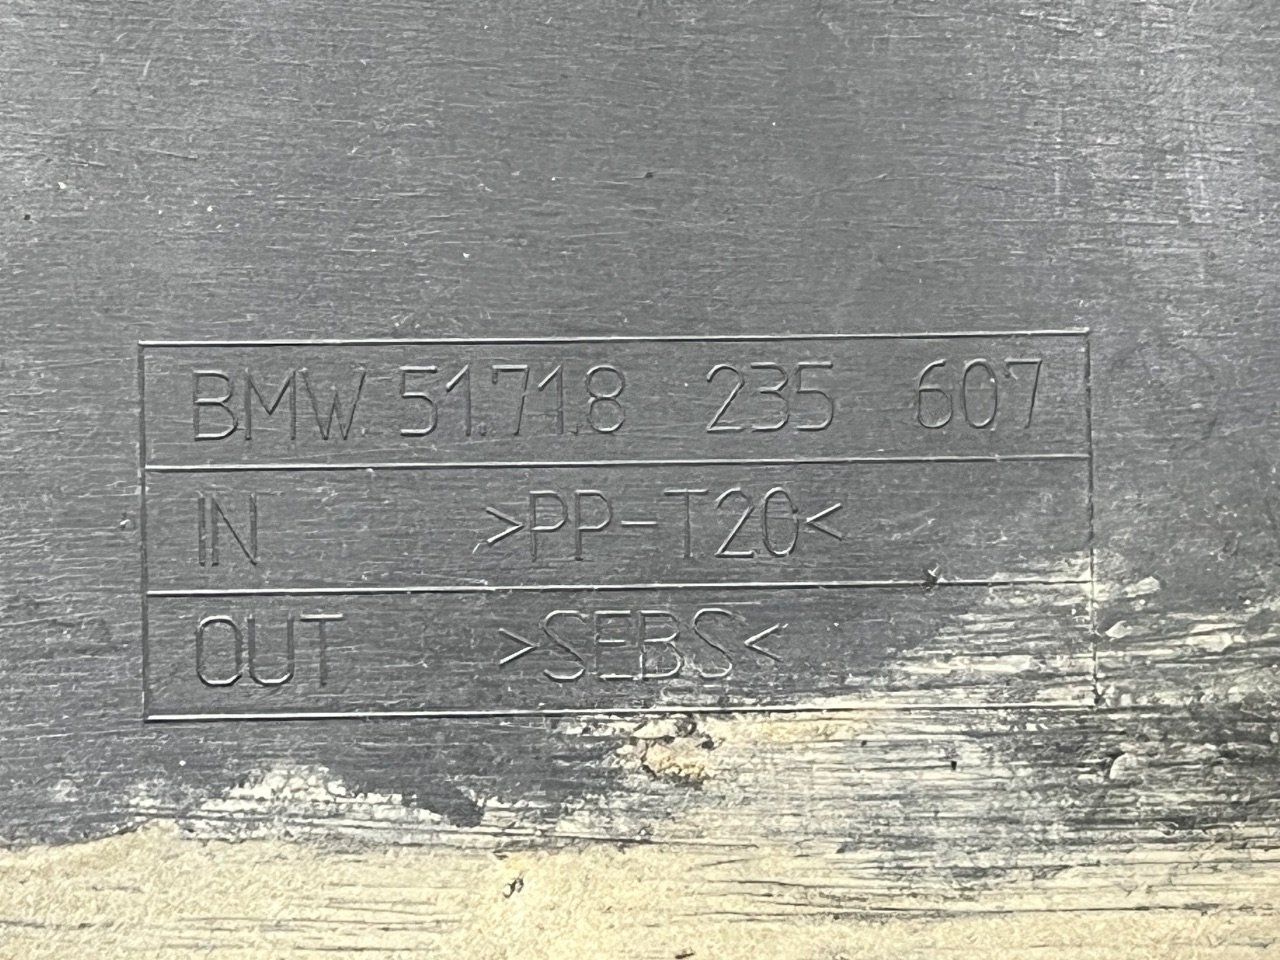 BMW 51.71.8 235 607
IN >PP-T20<
OUT >SEBS<